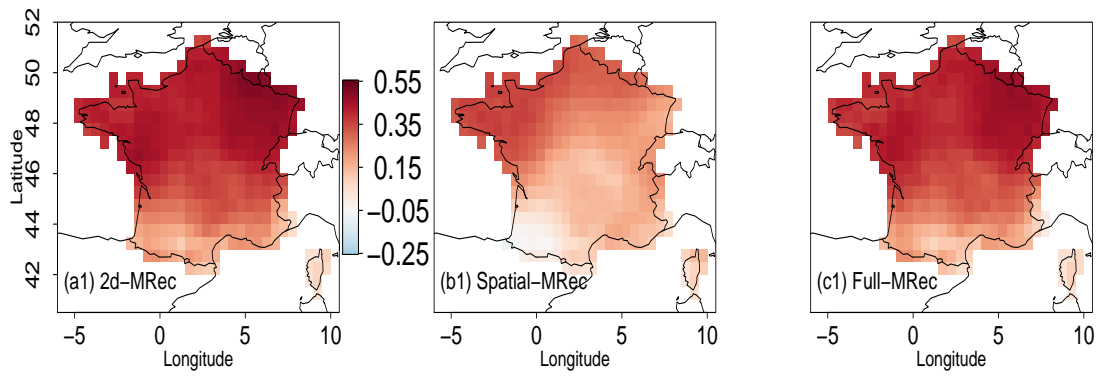 52
50
48
46
44
42
Latitude
(a1) 2d−MRec
−5 0 5 10
Longitude
0.55
0.35
0.15
−0.05
−0.25
(b1) Spatial−MRec
−5 0 5 10
Longitude
(c1) Full−MRec
−5 0 5 10
Longitude